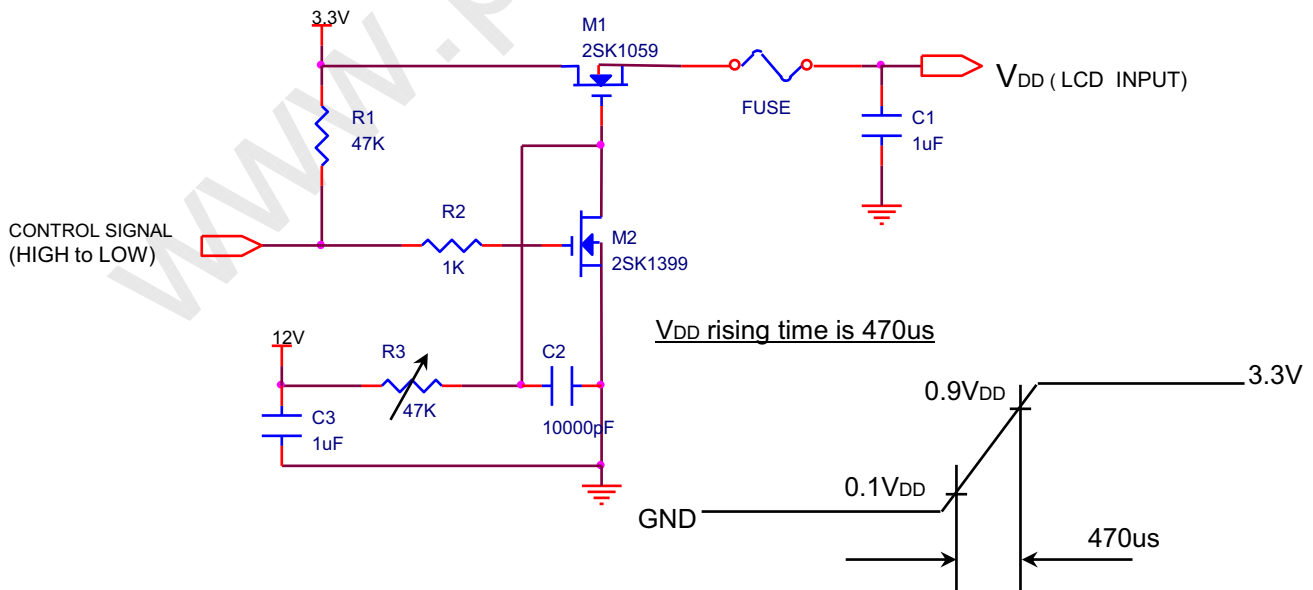 www.p
3.3V
M1
2SK1059
VDD ( LCD INPUT)
FUSE
R1
47K
C1
1uF
CONTROL SIGNAL
(HIGH to LOW)
R2
1K
M2
2SK1399
12V
R3
47K
C2
10000pF
C3
1uF
VDD rising time is 470us
3.3V
0.9VDD
0.1VDD
GND
470us